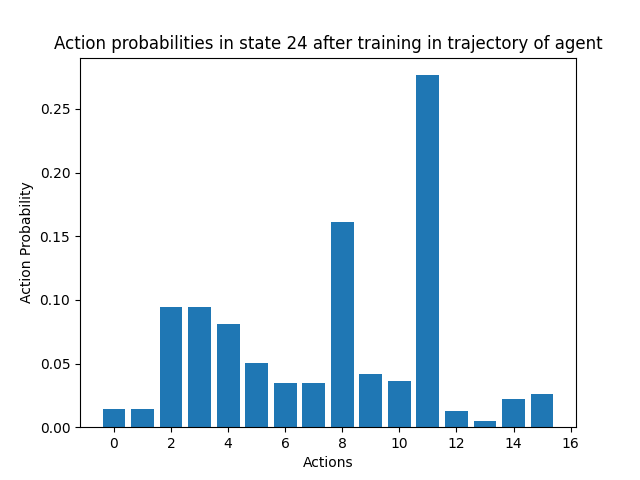 Action probabilities in state 24 after training in trajectory of agent
Action Probability
0.25
0.20
0.15
0.10
0.05
0.00
0 2 4 6 8 10 12 14 16
Actions